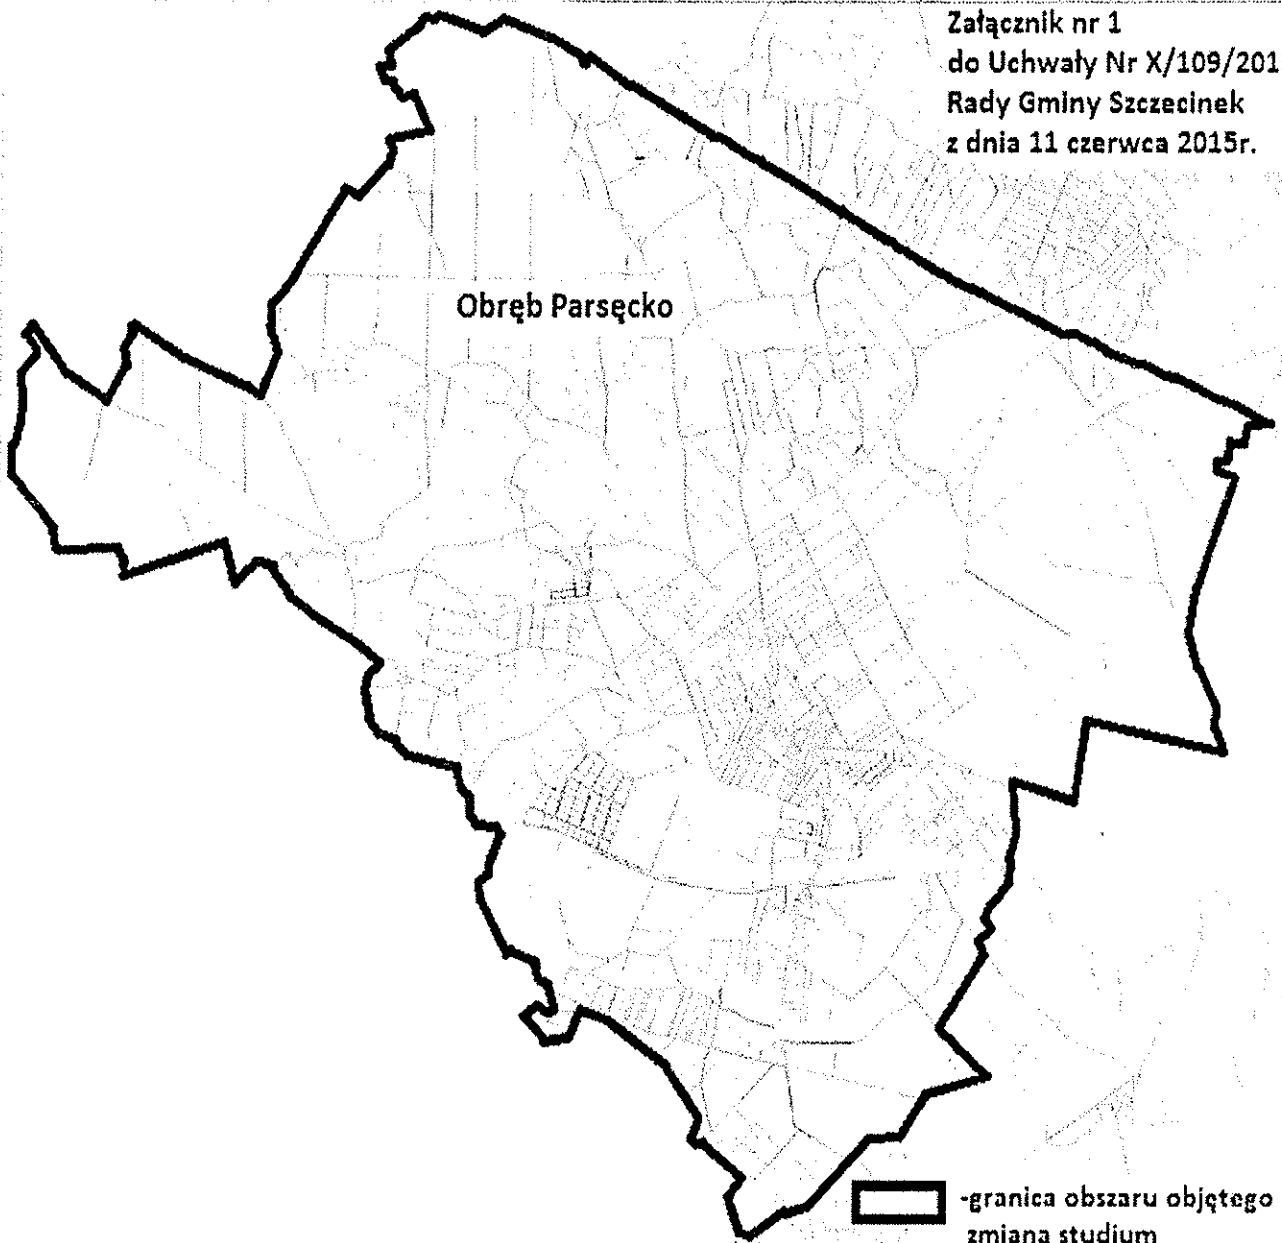 Załącznik nr 1
do Uchwały Nr X/109/201
Rady Gminy Szczecinek
z dnia 11 czerwca 2015r.
Obręb Parsęcko
-granica obszaru objętego
zmianą studium